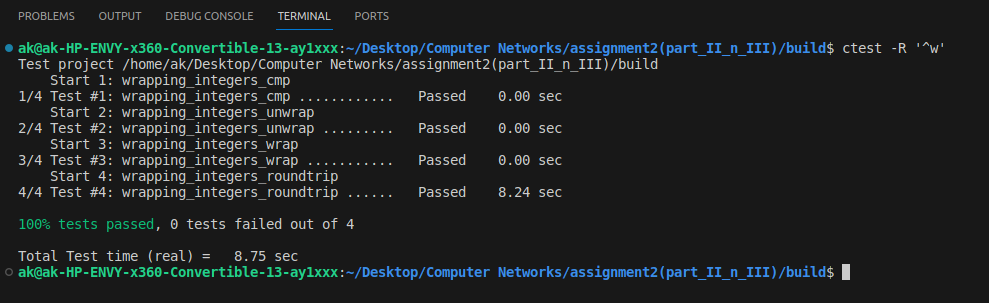 PROBLEMS OUTPUT DEBUG CONSOLE TERMINAL PORTS
ak@ak-HP-ENVY-x360-Convertible-13-ay1xxx:~/Desktop/Computer Networks/assignment2(part_II_n_III)/build$ ctest -R '^w'
Test project /home/ak/Desktop/Computer Networks/assignment2(part_II_n_III)/build
    Start 1: wrapping_integers_cmp
1/4 Test #1: wrapping_integers_cmp ............   Passed    0.00 sec
    Start 2: wrapping_integers_unwrap
2/4 Test #2: wrapping_integers_unwrap .........   Passed    0.00 sec
    Start 3: wrapping_integers_wrap
3/4 Test #3: wrapping_integers_wrap ...........   Passed    0.00 sec
    Start 4: wrapping_integers_roundtrip
4/4 Test #4: wrapping_integers_roundtrip ......   Passed    8.24 sec
100% tests passed, 0 tests failed out of 4
Total Test time (real) =   8.75 sec
ak@ak-HP-ENVY-x360-Convertible-13-ay1xxx:~/Desktop/Computer Networks/assignment2(part_II_n_III)/build$